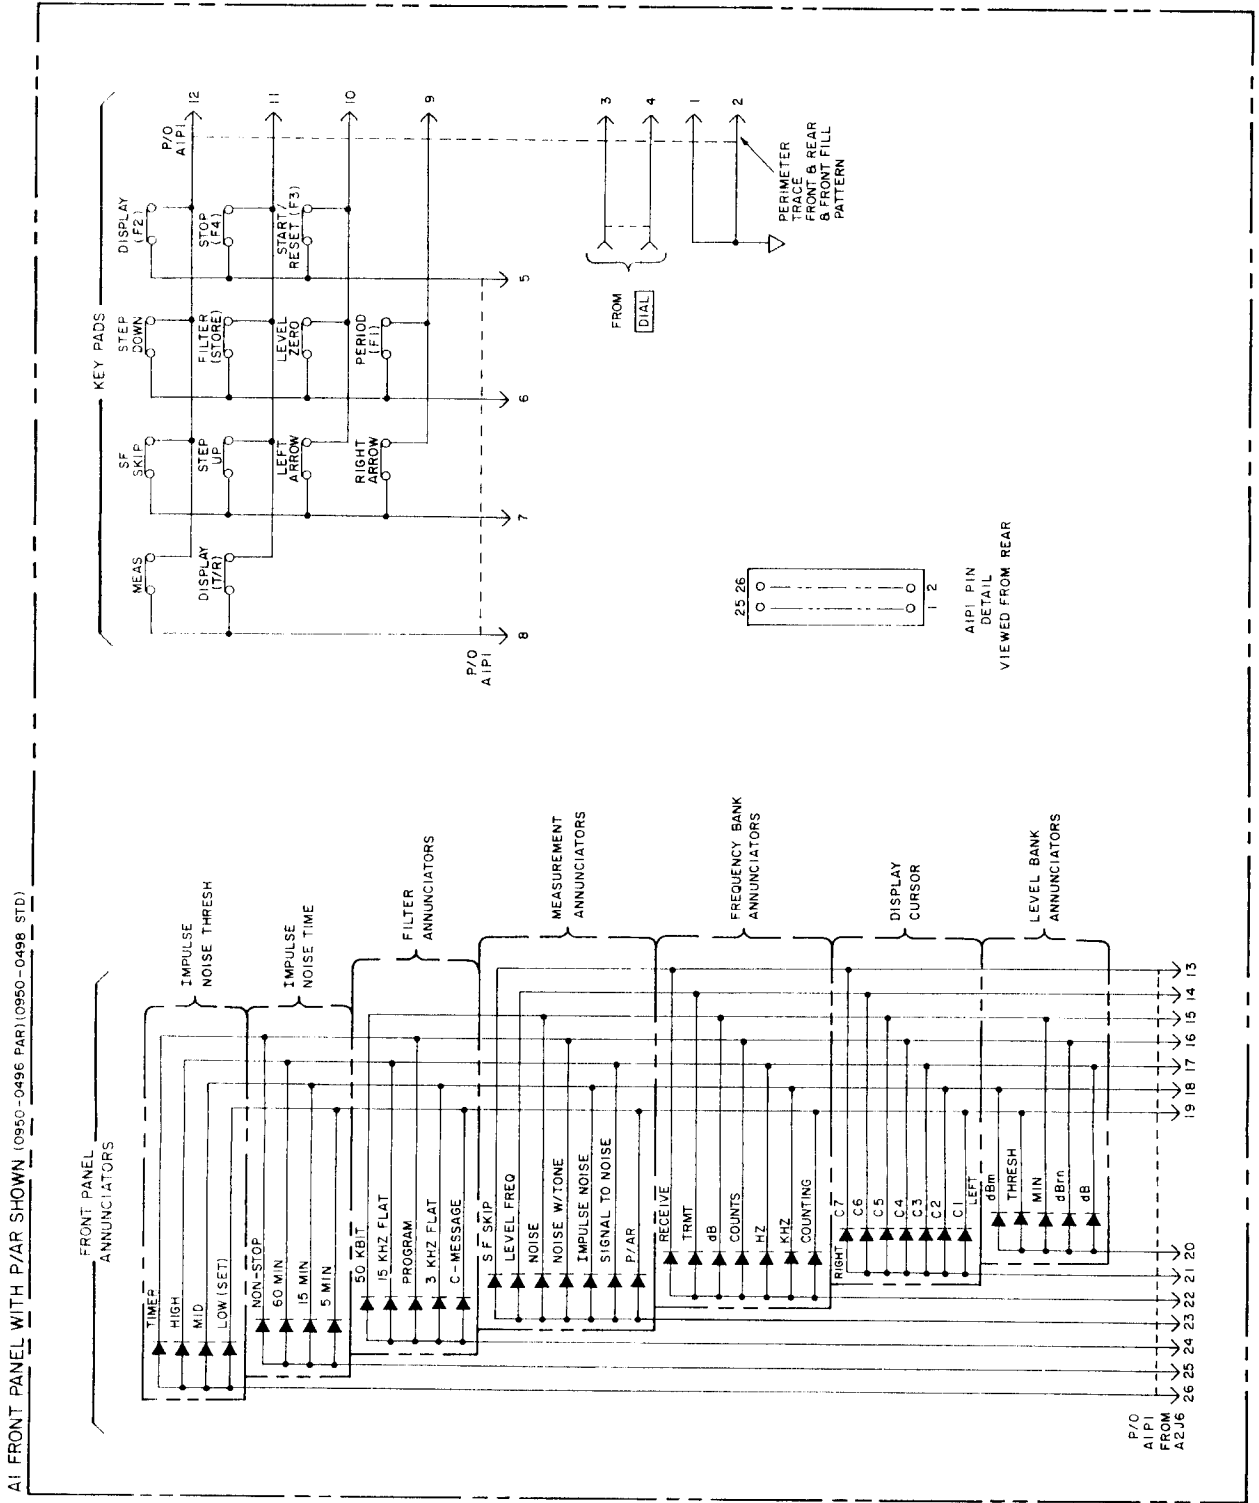 A1 FRONT PANEL WITH P/AR SHOWN (0950-0496 PAR)(0950-0498 STD)
FRONT PANEL
ANNUNCIATORS
IMPULSE
NOISE THRESH
TIMER
HIGH
MID
LOW (SET)
IMPULSE
NOISE TIME
NON-STOP
60 MIN
15 MIN
5 MIN
FILTER
ANNUNCIATORS
50 KBIT
15 KHZ FLAT
PROGRAM
3 KHZ FLAT
C-MESSAGE
MEASUREMENT
ANNUNCIATORS
SF SKIP
LEVEL FREQ
NOISE
NOISE W/TONE
IMPULSE NOISE
SIGNAL TO NOISE
P/AR
FREQUENCY BANK
ANNUNCIATORS
RECEIVE
TRMT
dB
COUNTS
HZ
KHZ
COUNTING
DISPLAY
CURSOR
RIGHT
C7
C6
C5
C4
C3
C2
C1
LEFT
LEVEL BANK
ANNUNCIATORS
dBm
THRESH
MIN
dBrn
dB
26 25 24 23 22 21 20 19 18 17 16 15 14 13
P/O
A1P1
FROM
A2J6
KEY PADS
MEAS
SF
SKIP
STEP
DOWN
DISPLAY
(F2)
DISPLAY
(T/R)
STEP
UP
FILTER
(STORE)
STOP
(F4)
LEFT
ARROW
LEVEL
ZERO
START/
RESET (F3)
RIGHT
ARROW
PERIOD
(F1)
P/O
A1P1
12
11
10
9
P/O
A1P1
8 7 6 5
FROM
DIAL
3
4
1
2
PERIMETER
TRACE
FRONT & REAR
& FRONT FILL
PATTERN
25 26
1 2
A1P1 PIN
DETAIL
VIEWED FROM REAR